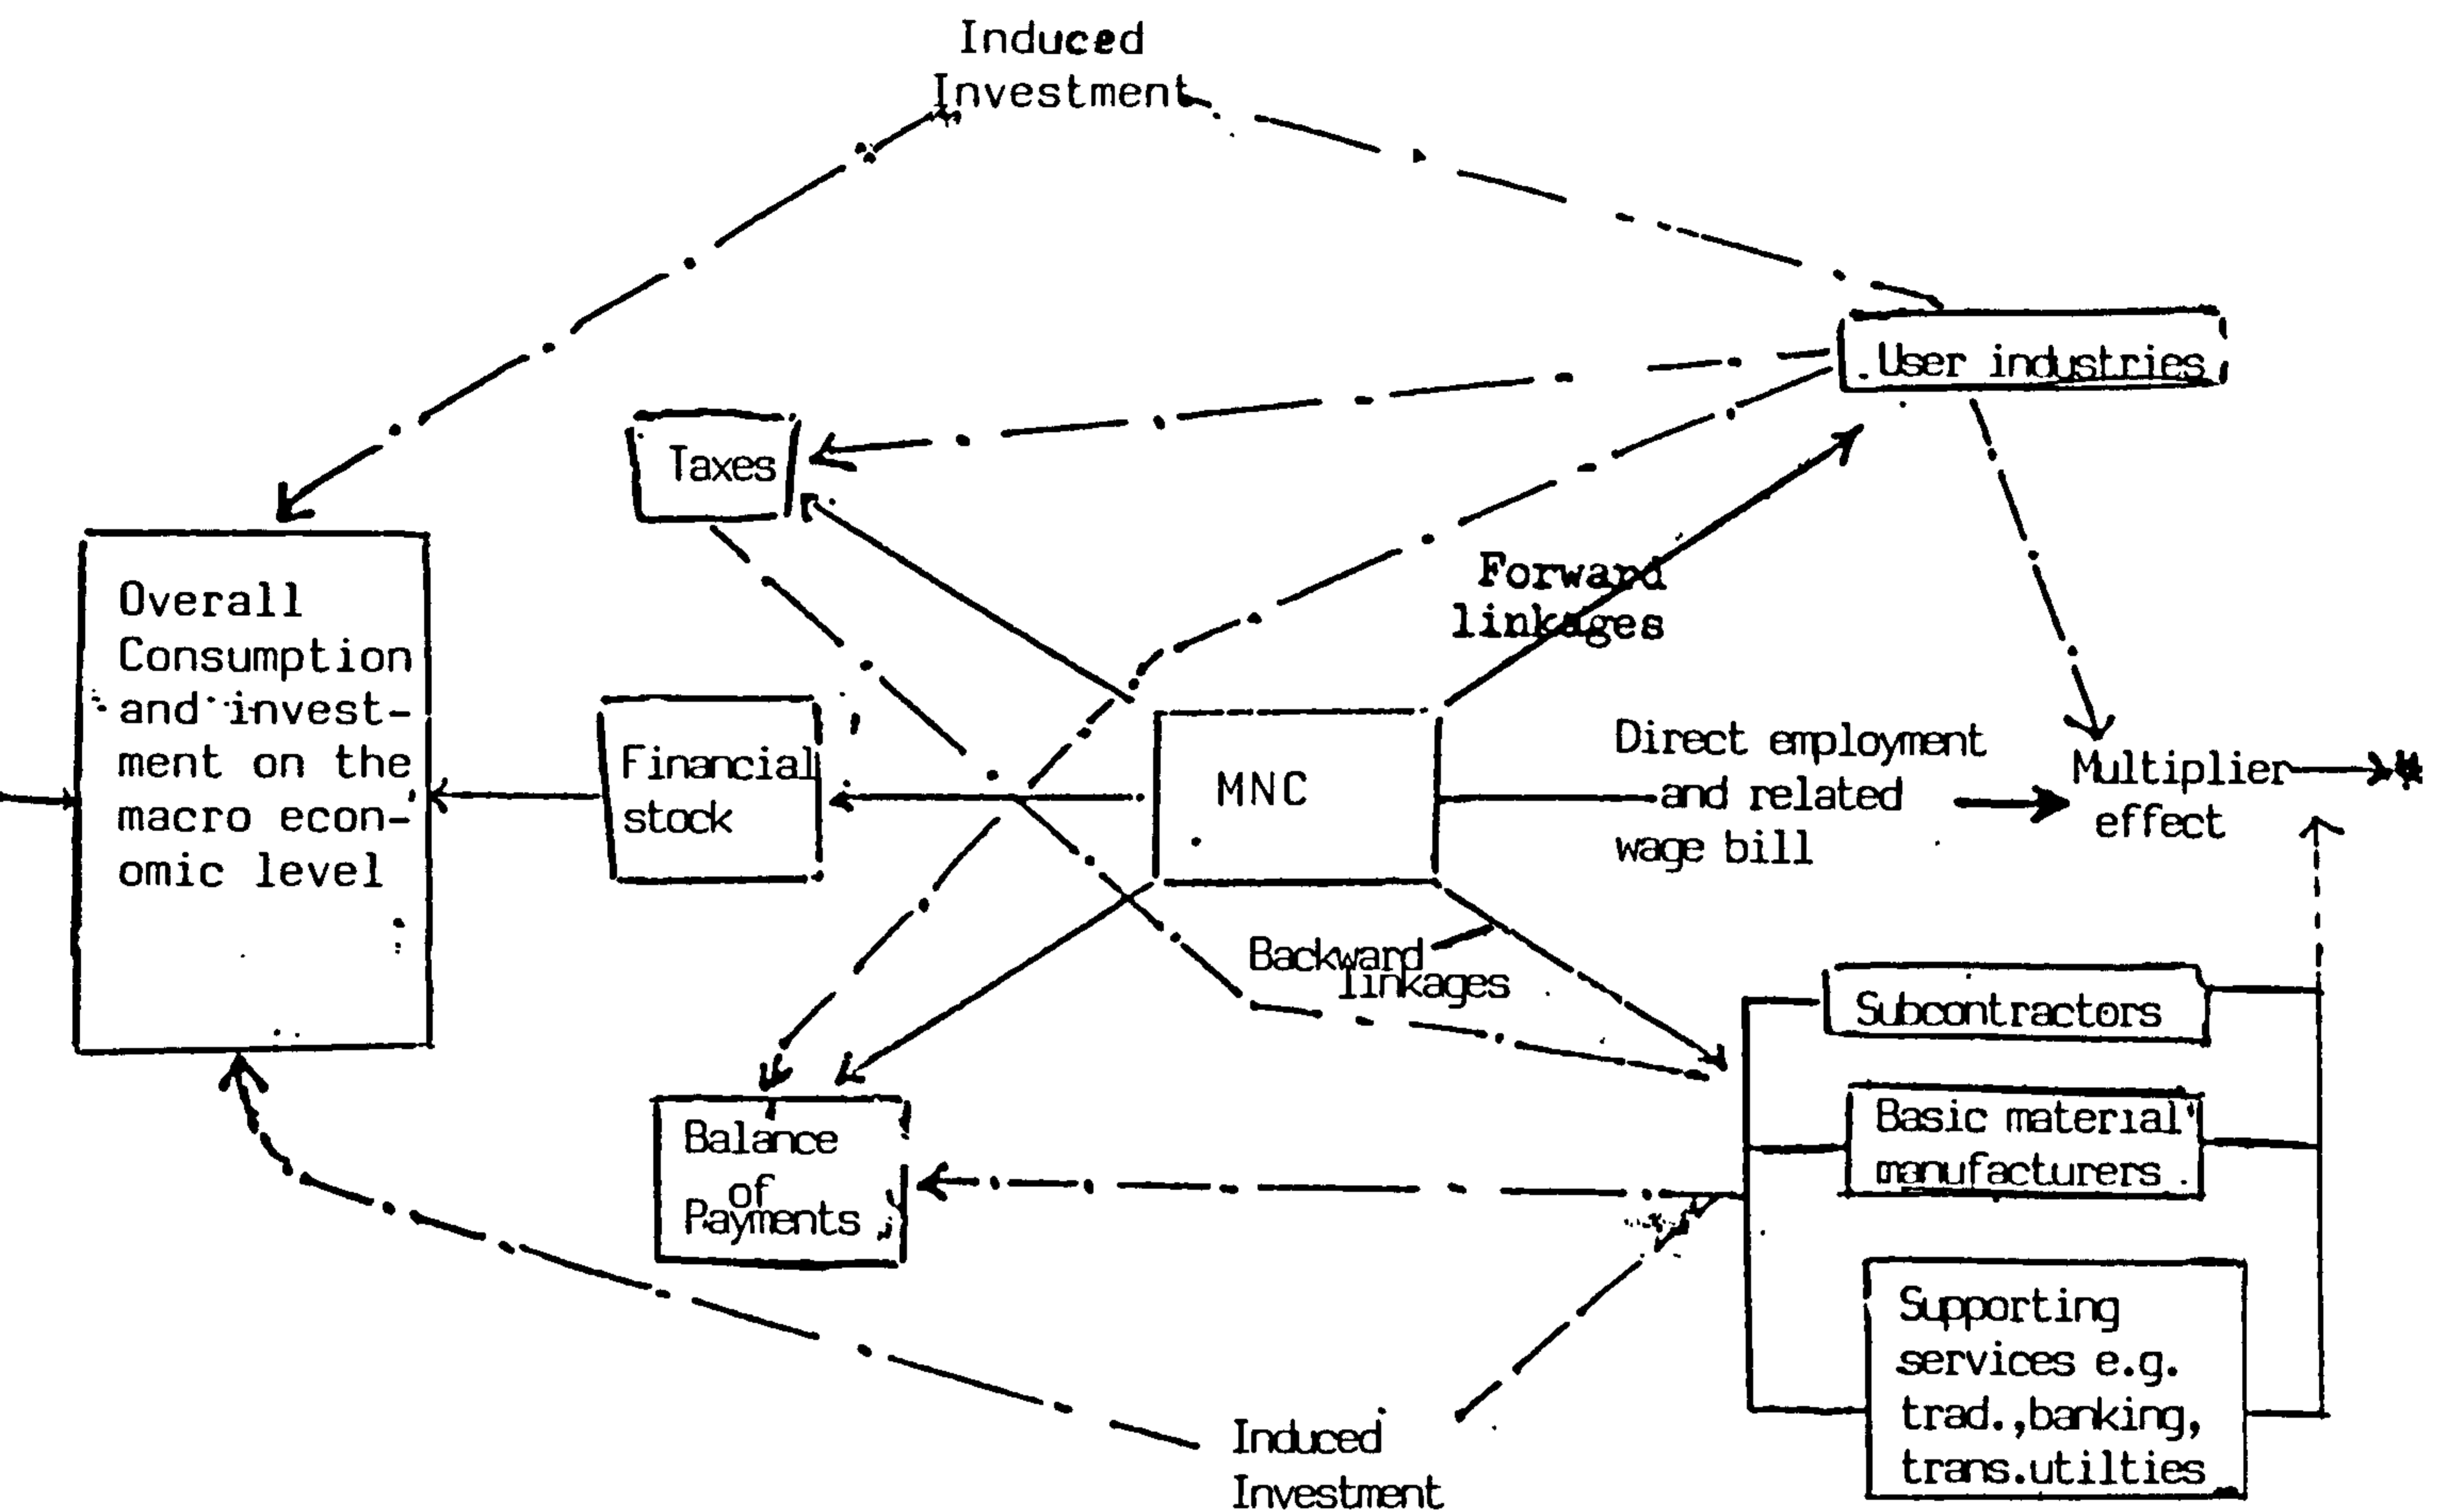 Induced
Investment
User industries
Taxes
Forward
linkages
Overall
Consumption
and invest-
ment on the
macro econ-
omic level
Financial
stock
MNC
Direct employment
and related
wage bill
Multiplier
effect
Backward
linkages
Subcontractors
Basic material
manufacturers
Balance
of
Payments
Supporting
services e.g.
trad.,banking,
trans.utilties
Induced
Investment